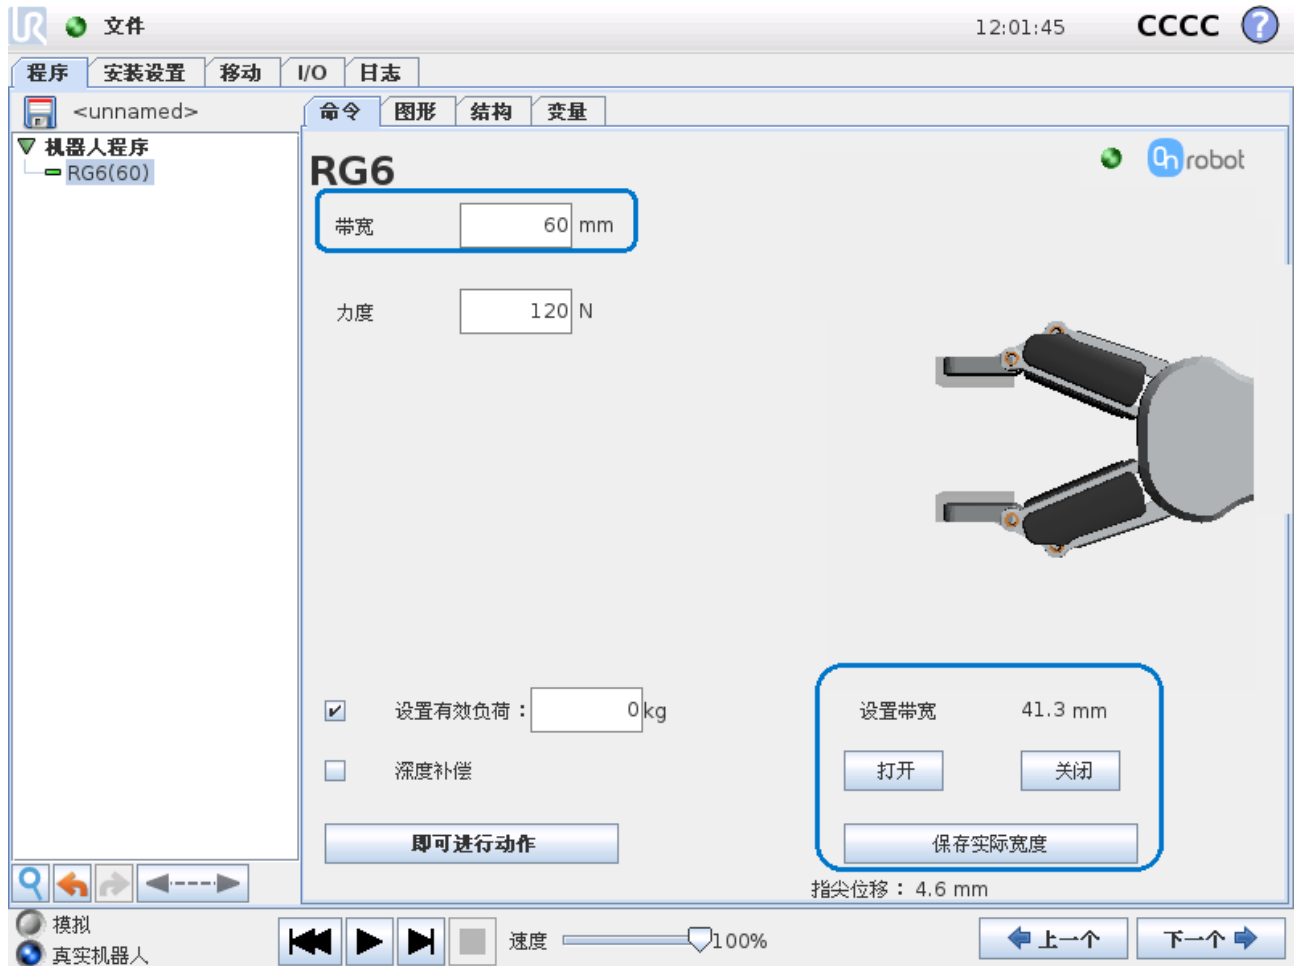 UR 文件 12:01:45 CCCC ?
程序 安装设置 移动 I/O 日志
<unnamed> 命令 图形 结构 变量
机器人程序
RG6(60)
RG6 On robot
带宽 60 mm
力度 120 N
设置有效负荷： 0 kg 设置带宽 41.3 mm
深度补偿 打开 关闭
即可进行动作 保存实际宽度
指尖位移： 4.6 mm
模拟
真实机器人 速度 100% 上一个 下一个